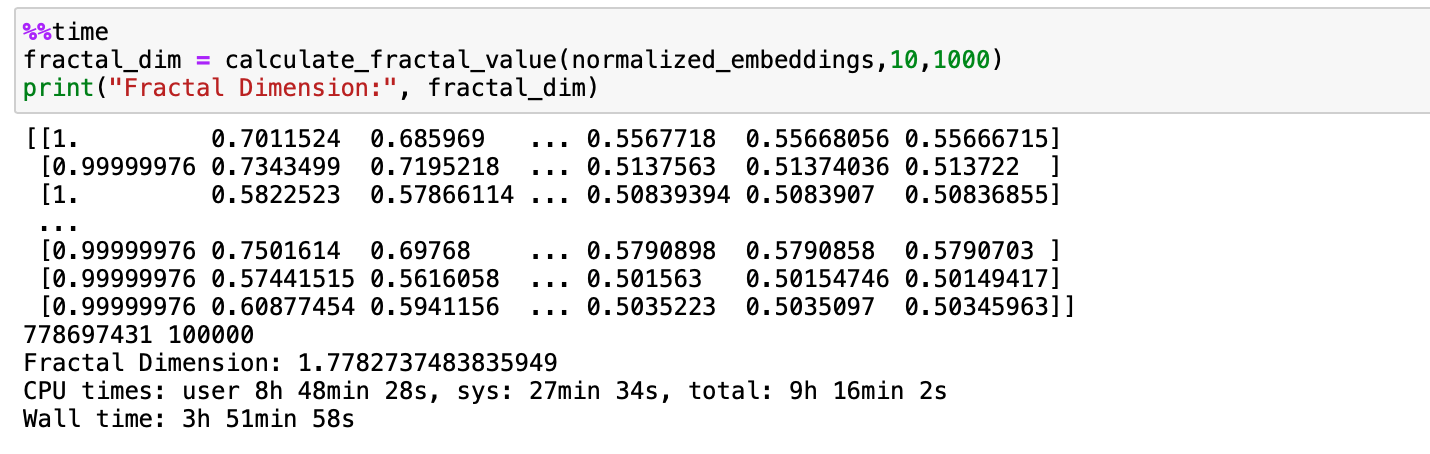 %%time
fractal_dim = calculate_fractal_value(normalized_embeddings,10,1000)
print("Fractal Dimension:", fractal_dim)
[[1.         0.7011524  0.685969   ... 0.5567718  0.55668056 0.55666715]
 [0.99999976 0.7343499  0.7195218  ... 0.5137563  0.51374036 0.513722  ]
 [1.         0.5822523  0.57866114 ... 0.50839394 0.5083907  0.50836855]
 ...
 [0.99999976 0.7501614  0.69768    ... 0.5790898  0.5790858  0.5790703 ]
 [0.99999976 0.57441515 0.5616058  ... 0.501563   0.50154746 0.50149417]
 [0.99999976 0.60877454 0.5941156  ... 0.5035223  0.5035097  0.50345963]]
778697431 100000
Fractal Dimension: 1.7782737483835949
CPU times: user 8h 48min 28s, sys: 27min 34s, total: 9h 16min 2s
Wall time: 3h 51min 58s